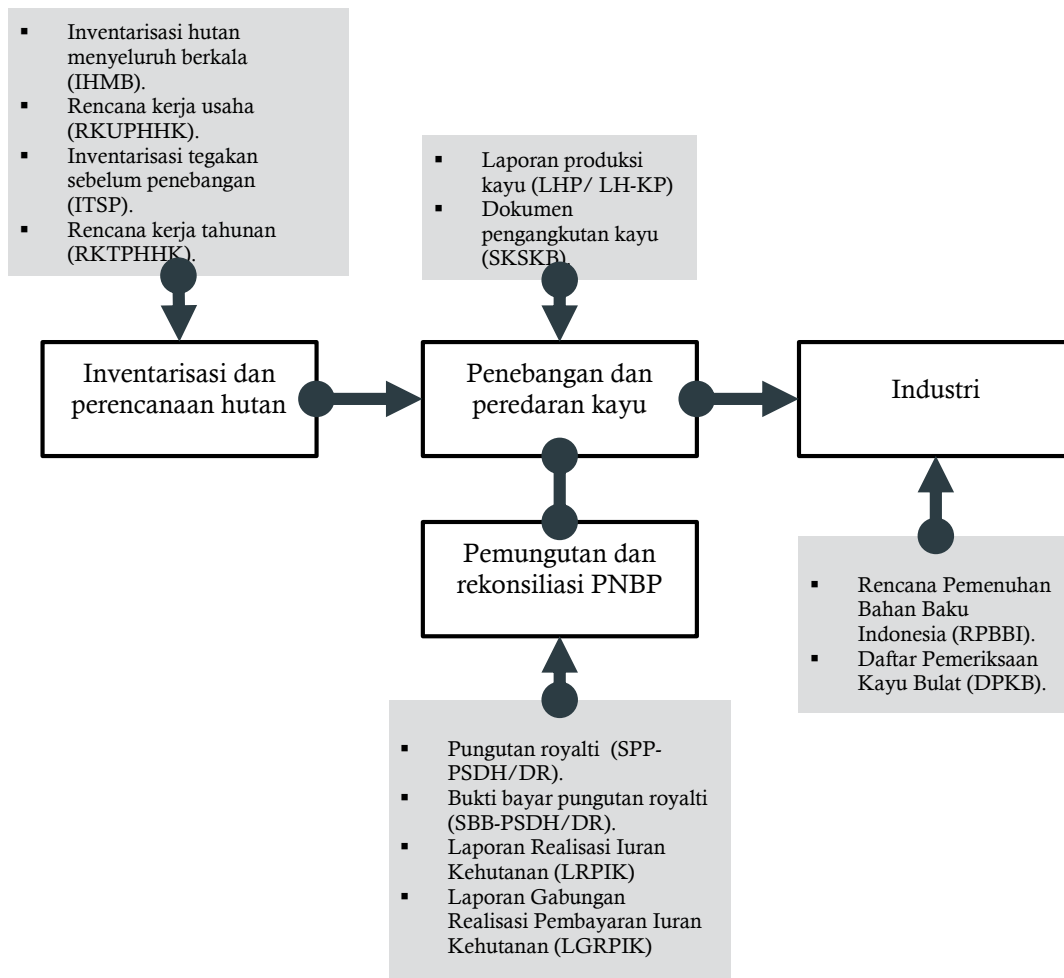 ▪ Inventarisasi hutan
menyeluruh berkala
(IHMB).
▪ Rencana kerja usaha
(RKUPHHK).
▪ Inventarisasi tegakan
sebelum penebangan
(ITSP).
▪ Rencana kerja tahunan
(RKTPHHK).
▪ Laporan produksi
kayu (LHP/ LH-KP)
▪ Dokumen
pengangkutan kayu
(SKSKB).
Inventarisasi dan
perencanaan hutan
Penebangan dan
peredaran kayu
Industri
Pemungutan dan
rekonsiliasi PNBP
▪ Rencana Pemenuhan
Bahan Baku
Indonesia (RPBBI).
▪ Daftar Pemeriksaan
Kayu Bulat (DPKB).
▪ Pungutan royalti (SPP-
PSDH/DR).
▪ Bukti bayar pungutan royalti
(SBB-PSDH/DR).
▪ Laporan Realisasi Iuran
Kehutanan (LRPIK)
▪ Laporan Gabungan
Realisasi Pembayaran Iuran
Kehutanan (LGRPIK)